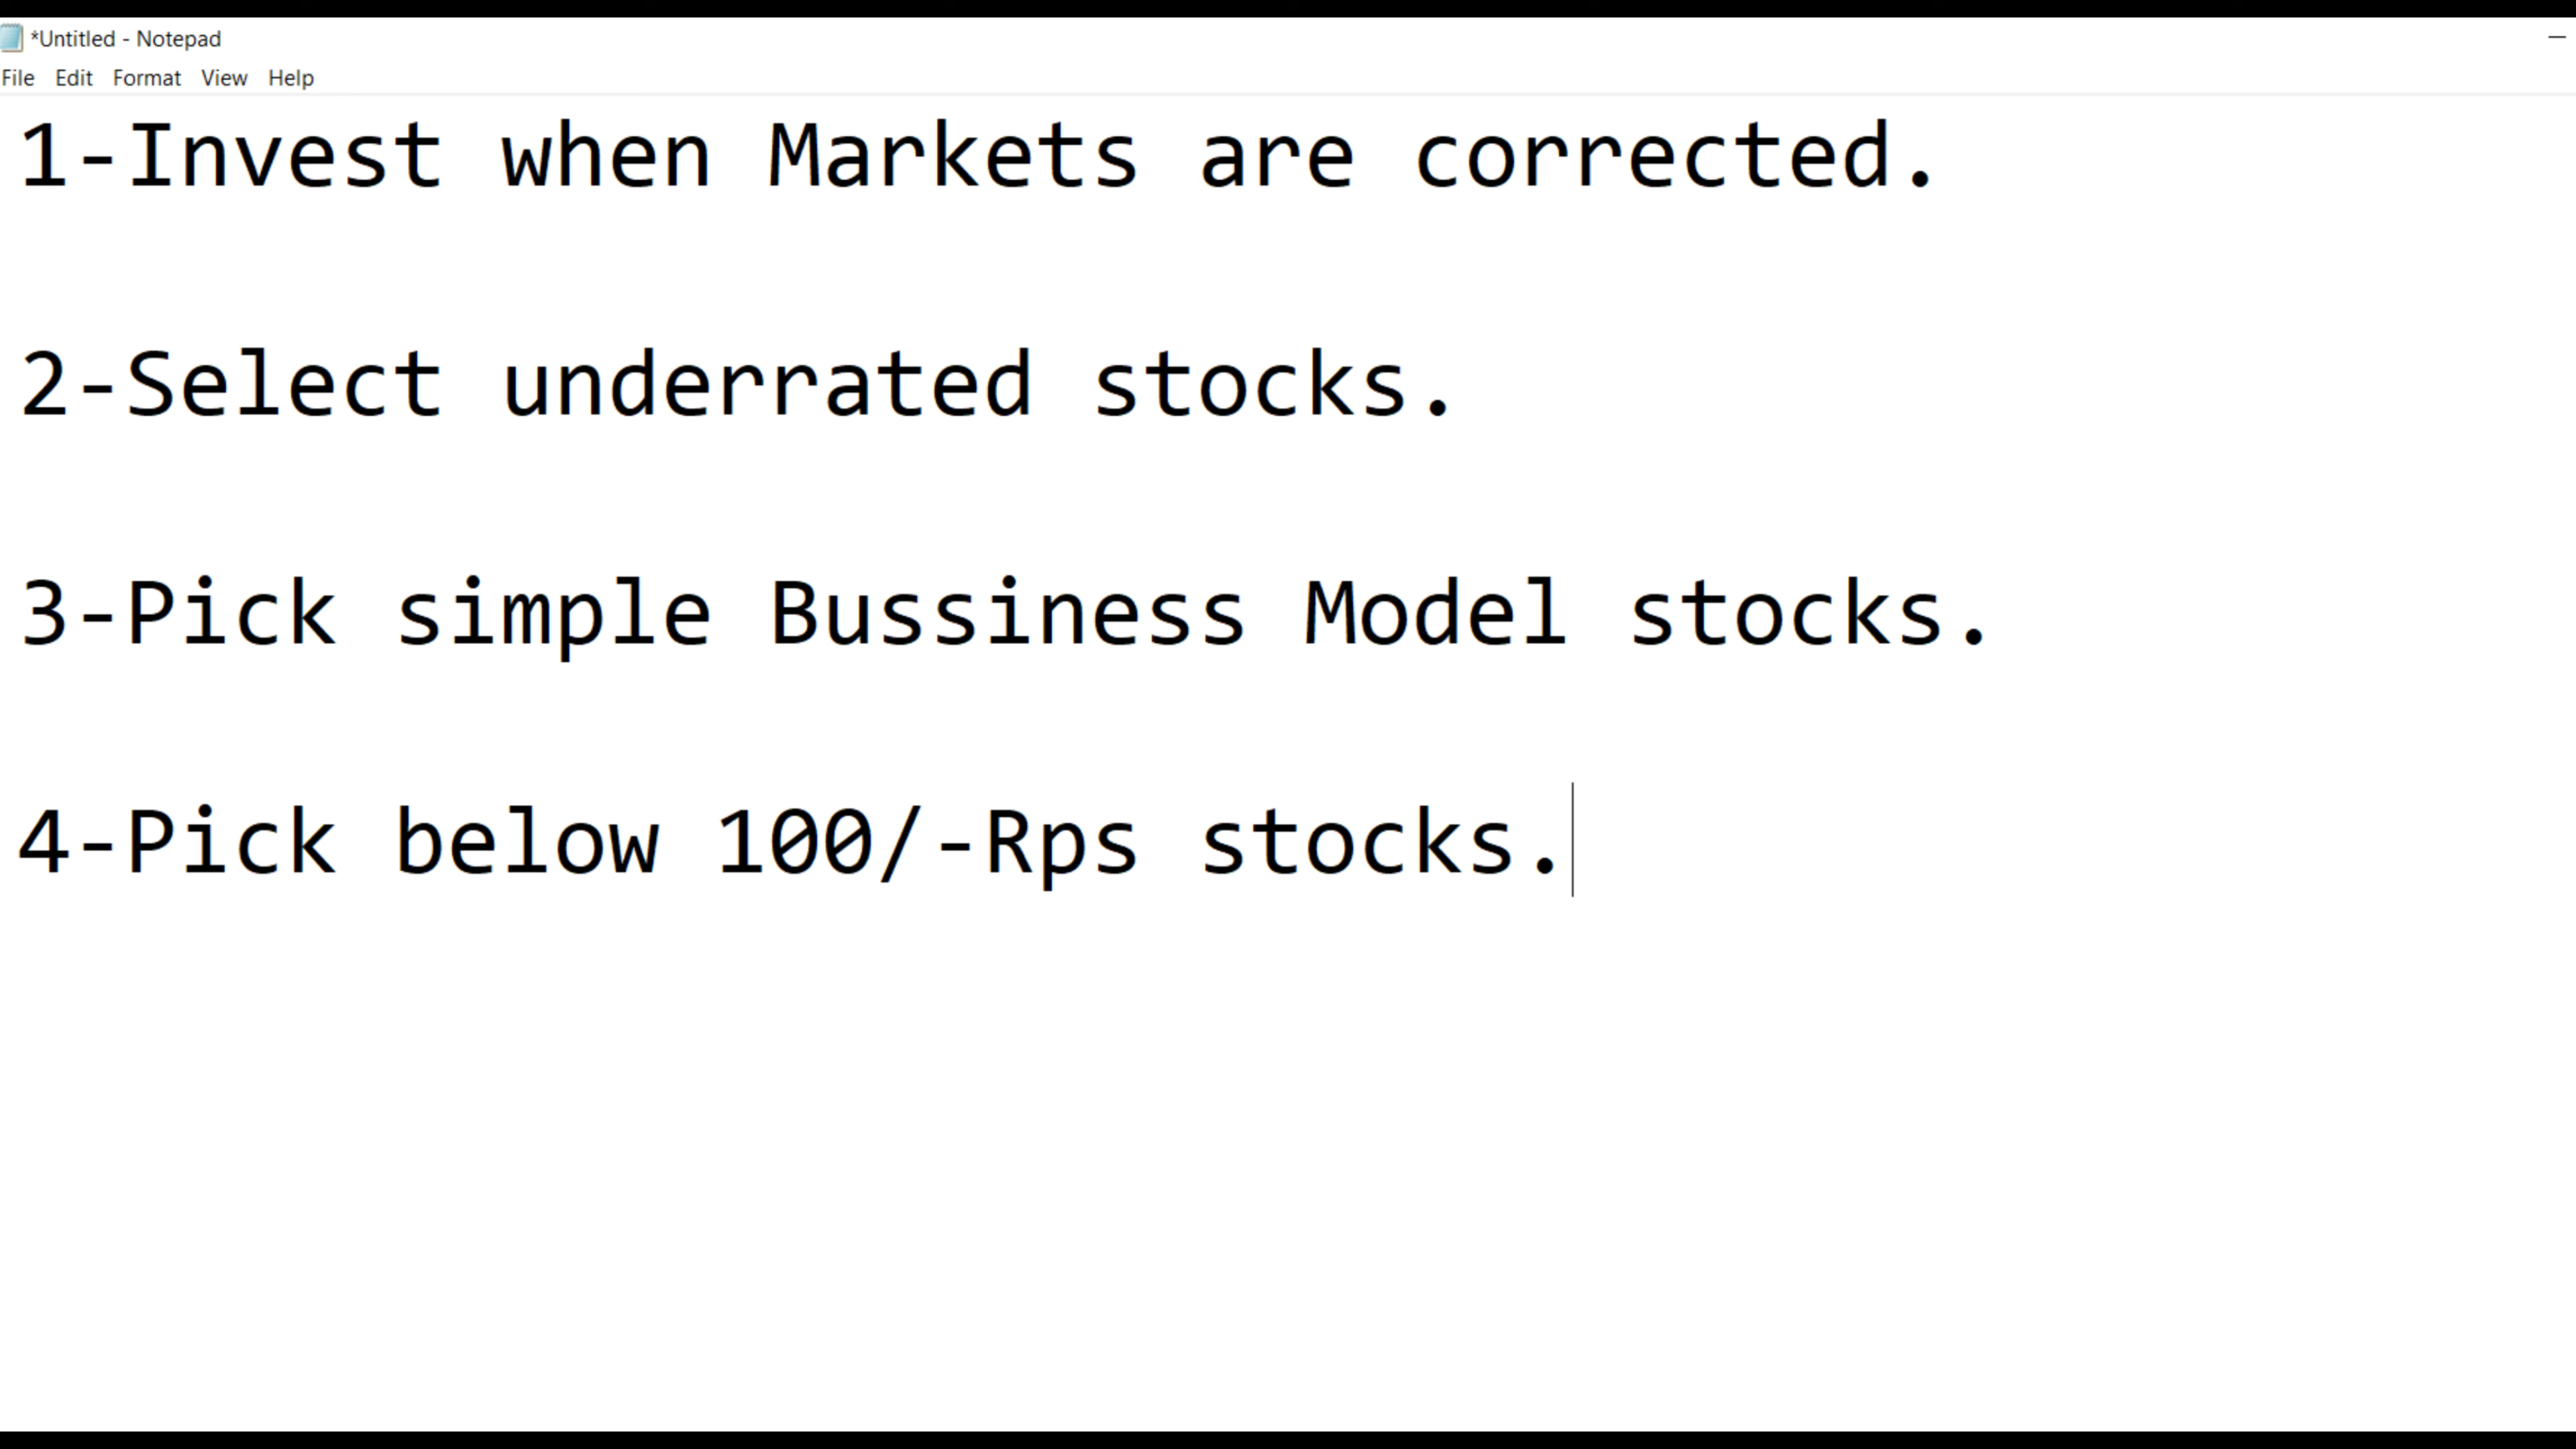 *Untitled - Notepad
File Edit Format View Help
1-Invest when Markets are corrected.
2-Select underrated stocks.
3-Pick simple Bussiness Model stocks.
4-Pick below 100/-Rps stocks.